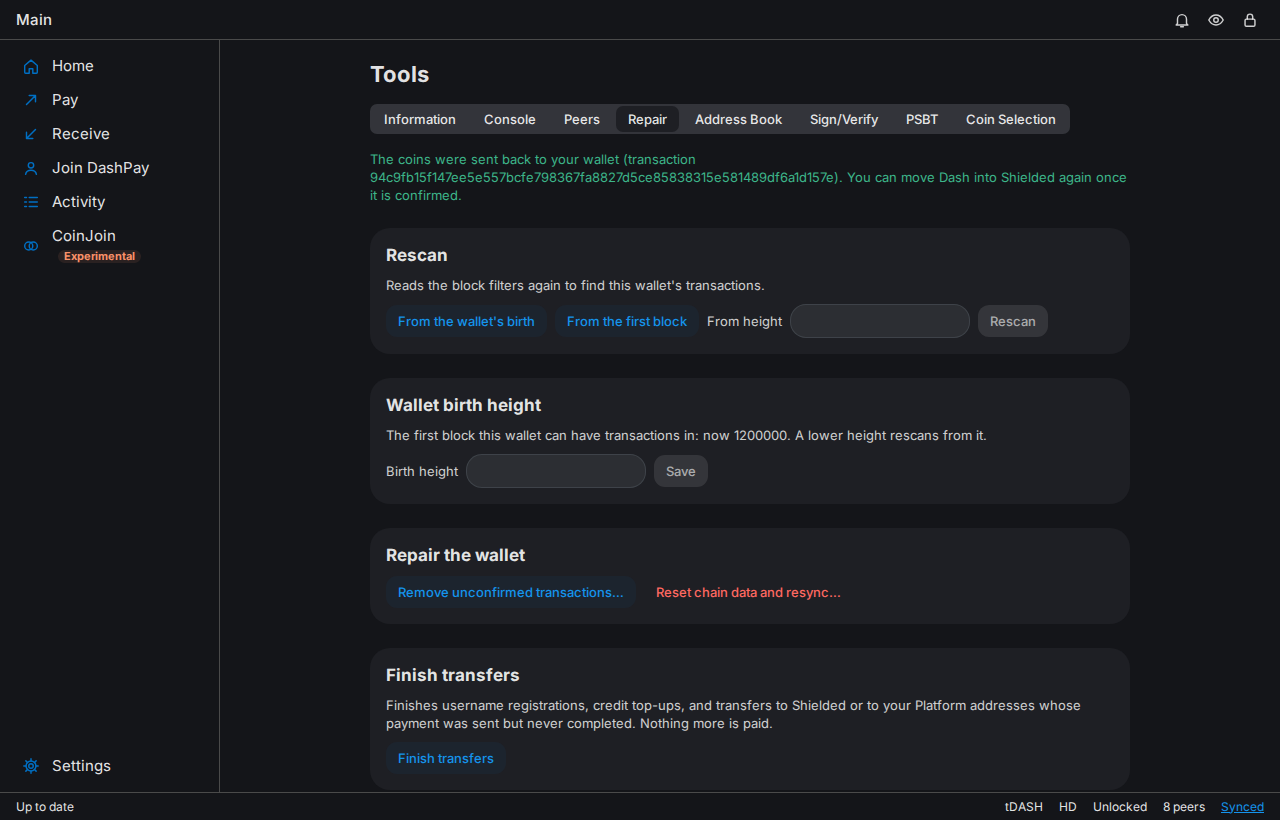 Main
Home
Pay
Receive
Join DashPay
Activity
CoinJoin
Experimental
Settings
Tools
Information Console Peers Repair Address Book Sign/Verify PSBT Coin Selection
The coins were sent back to your wallet (transaction
94c9fb15f147ee5e557bcfe798367fa8827d5ce85838315e581489df6a1d157e). You can move Dash into Shielded again once
it is confirmed.
Rescan
Reads the block filters again to find this wallet's transactions.
From the wallet's birth From the first block From height Rescan
Wallet birth height
The first block this wallet can have transactions in: now 1200000. A lower height rescans from it.
Birth height Save
Repair the wallet
Remove unconfirmed transactions... Reset chain data and resync...
Finish transfers
Finishes username registrations, credit top-ups, and transfers to Shielded or to your Platform addresses whose
payment was sent but never completed. Nothing more is paid.
Finish transfers
Up to date tDASH HD Unlocked 8 peers Synced